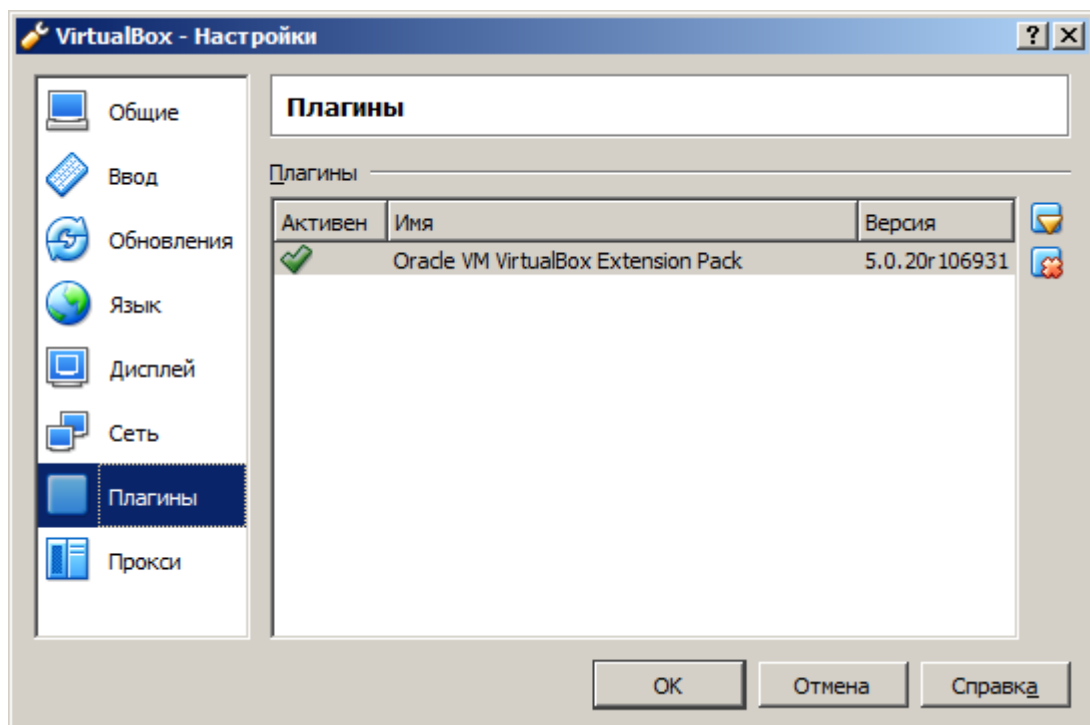 VirtualBox - Настройки
Общие
Ввод
Обновления
Язык
Дисплей
Сеть
Плагины
Прокси
Плагины
Плагины
Активен Имя Версия
Oracle VM VirtualBox Extension Pack 5.0.20r106931
OK Отмена Справка